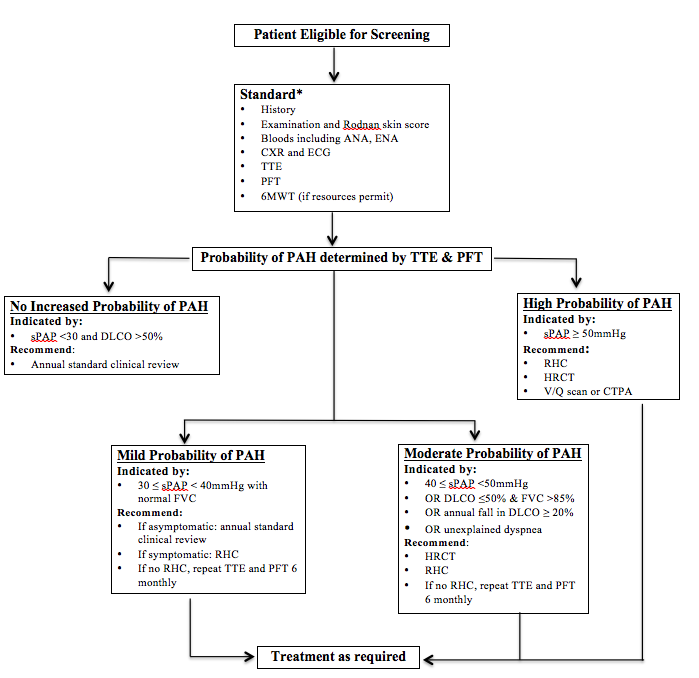 Patient Eligible for Screening
Standard*
• History
• Examination and Rodnan skin score
• Bloods including ANA, ENA
• CXR and ECG
• TTE
• PFT
• 6MWT (if resources permit)
Probability of PAH determined by TTE & PFT
No Increased Probability of PAH
Indicated by:
• sPAP <30 and DLCO >50%
Recommend:
• Annual standard clinical review
High Probability of PAH
Indicated by:
• sPAP ≥ 50mmHg
Recommend:
• RHC
• HRCT
• V/Q scan or CTPA
Mild Probability of PAH
Indicated by:
• 30 ≤ sPAP < 40mmHg with
normal FVC
Recommend:
• If asymptomatic: annual standard
clinical review
• If symptomatic: RHC
• If no RHC, repeat TTE and PFT 6
monthly
Moderate Probability of PAH
Indicated by:
• 40 ≤ sPAP <50mmHg
• OR DLCO ≤50% & FVC >85%
• OR annual fall in DLCO ≥ 20%
• OR unexplained dyspnea
Recommend:
• HRCT
• RHC
• If no RHC, repeat TTE and PFT
6 monthly
Treatment as required